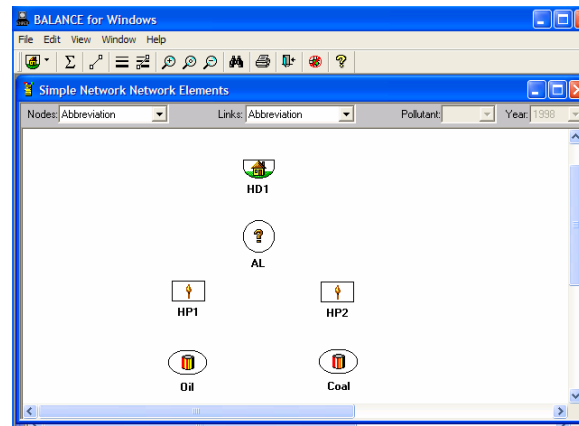 BALANCE for Windows
File Edit View Window Help
Simple Network Network Elements
Nodes: Abbreviation Links: Abbreviation Pollutant: Year: 1998
HD1
?
AL
HP1 HP2
Oil Coal